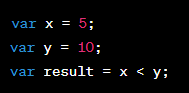 var x = 5;
var y = 10;
var result = x < y;